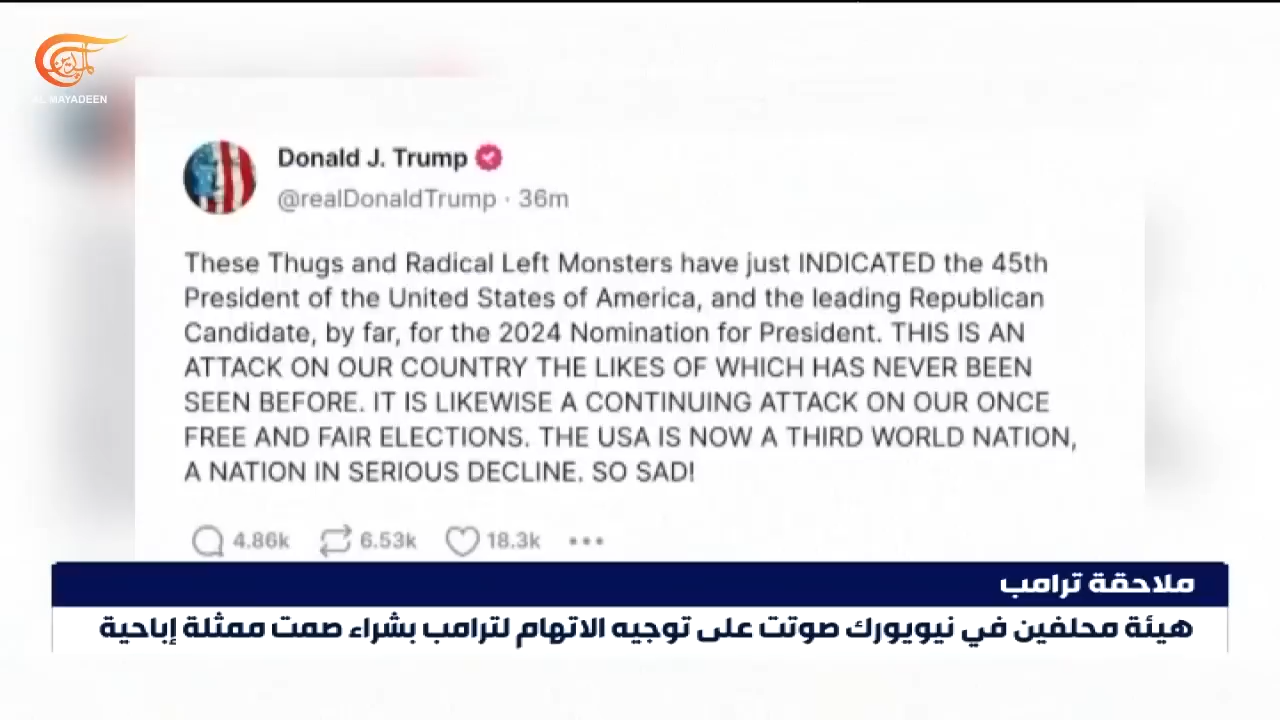 المیادین
AL MAYADEEN
Donald J. Trump
@realDonaldTrump · 36m
These Thugs and Radical Left Monsters have just INDICATED the 45th
President of the United States of America, and the leading Republican
Candidate, by far, for the 2024 Nomination for President. THIS IS AN
ATTACK ON OUR COUNTRY THE LIKES OF WHICH HAS NEVER BEEN
SEEN BEFORE. IT IS LIKEWISE A CONTINUING ATTACK ON OUR ONCE
FREE AND FAIR ELECTIONS. THE USA IS NOW A THIRD WORLD NATION,
A NATION IN SERIOUS DECLINE. SO SAD!
4.86k 6.53k 18.3k
ملاحقة ترامب
هيئة محلفين في نيويورك صوتت على توجيه الاتهام لترامب بشراء صمت ممثلة إباحية